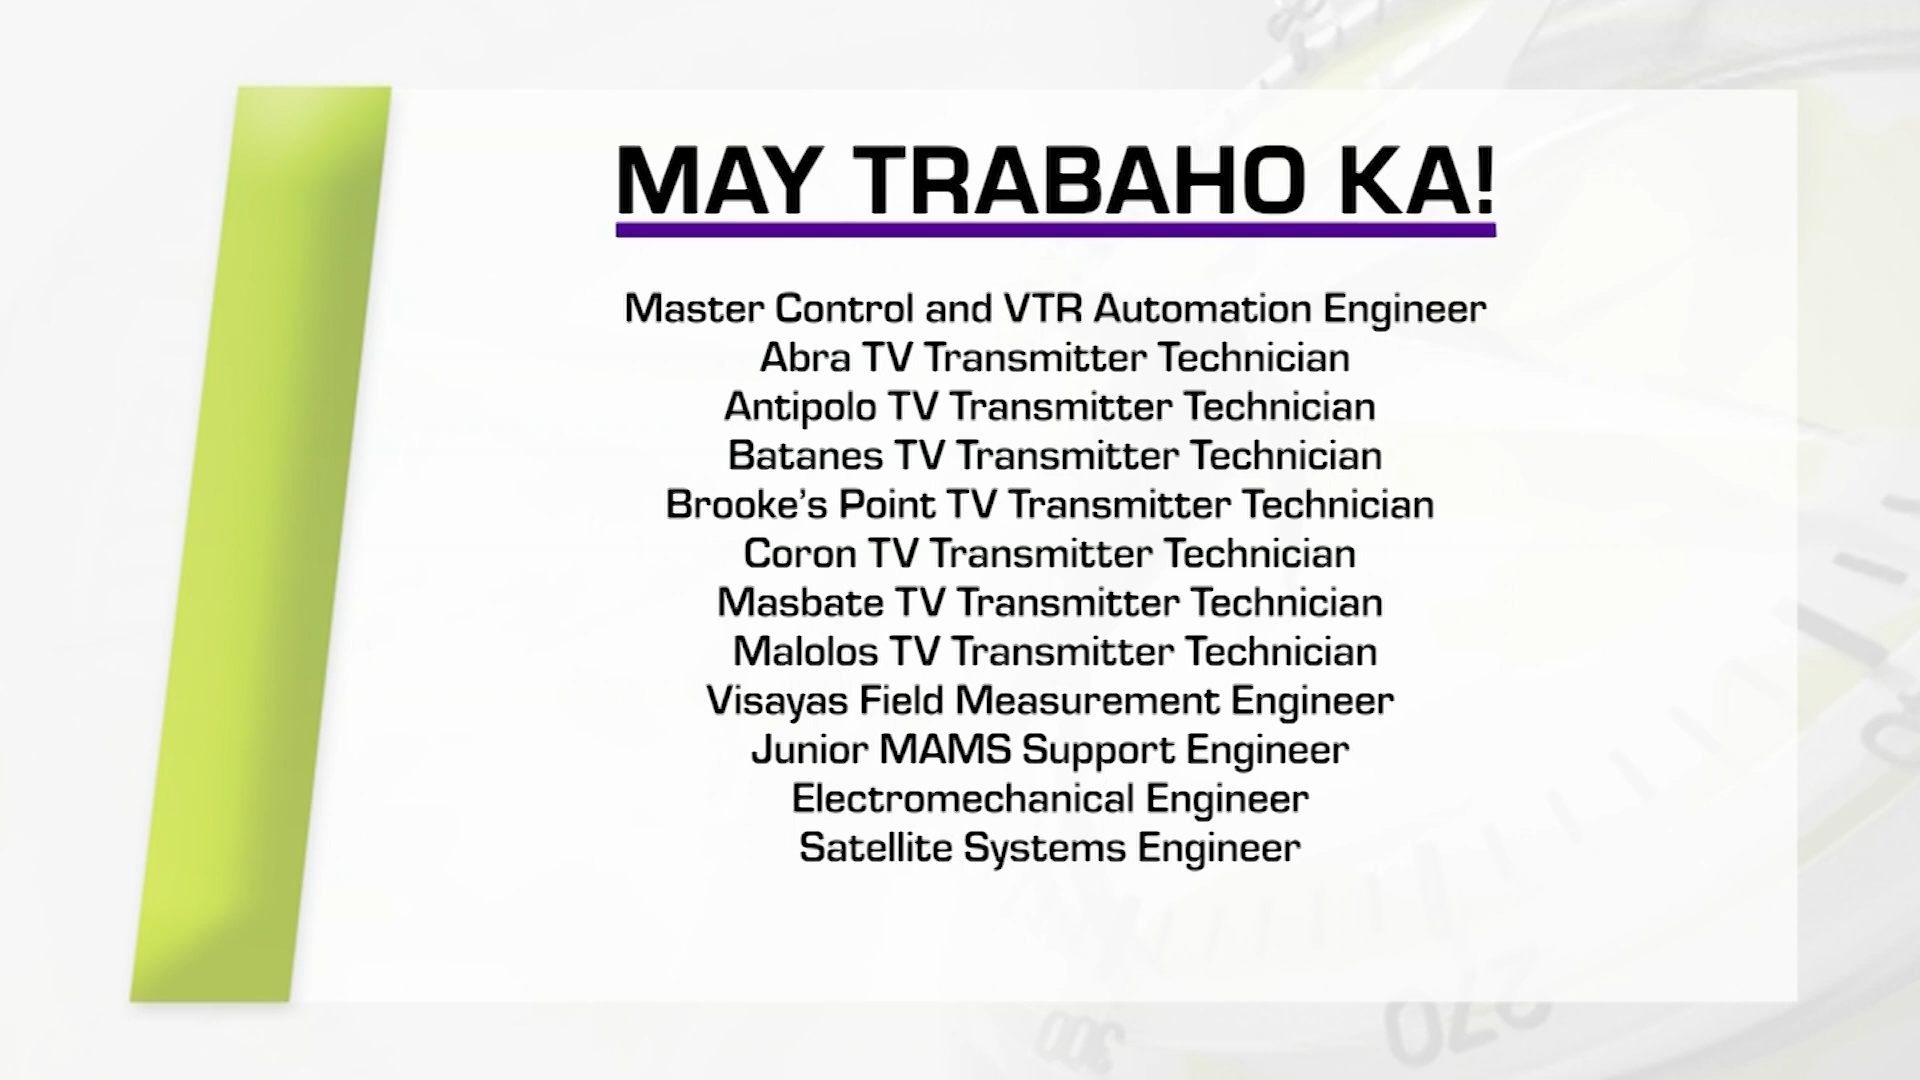 MAY TRABAHO KA!
Master Control and VTR Automation Engineer
Abra TV Transmitter Technician
Antipolo TV Transmitter Technician
Batanes TV Transmitter Technician
Brooke's Point TV Transmitter Technician
Coron TV Transmitter Technician
Masbate TV Transmitter Technician
Malolos TV Transmitter Technician
Visayas Field Measurement Engineer
Junior MAMS Support Engineer
Electromechanical Engineer
Satellite Systems Engineer
270
300